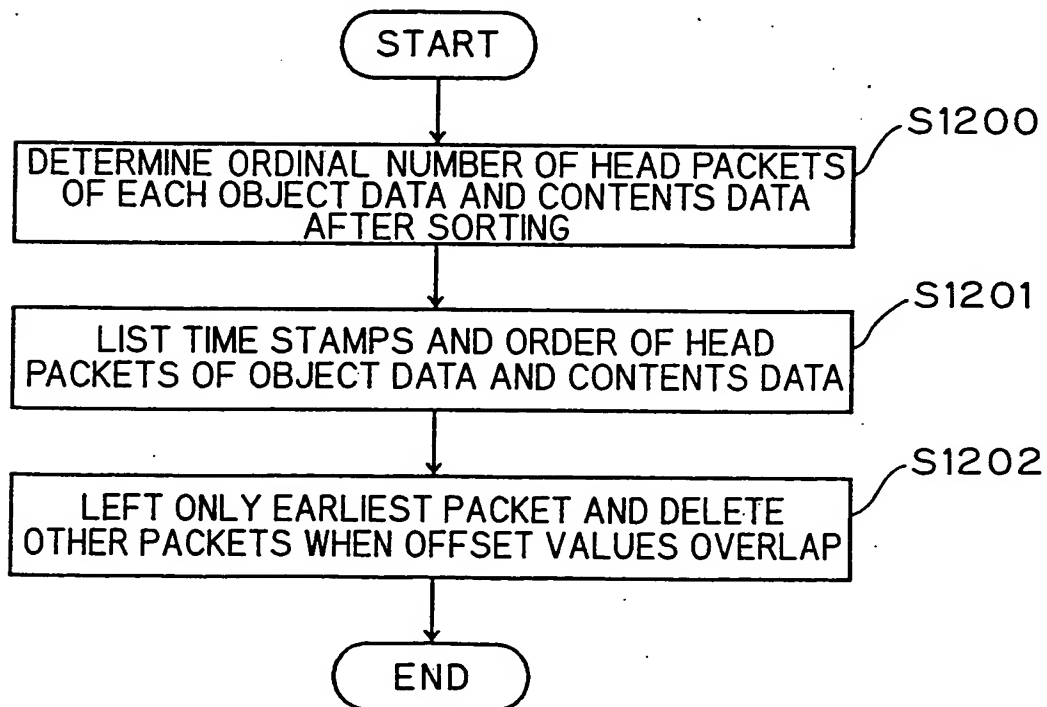 START
S1200
DETERMINE ORDINAL NUMBER OF HEAD PACKETS
OF EACH OBJECT DATA AND CONTENTS DATA
AFTER SORTING
S1201
LIST TIME STAMPS AND ORDER OF HEAD
PACKETS OF OBJECT DATA AND CONTENTS DATA
S1202
LEFT ONLY EARLIEST PACKET AND DELETE
OTHER PACKETS WHEN OFFSET VALUES OVERLAP
END